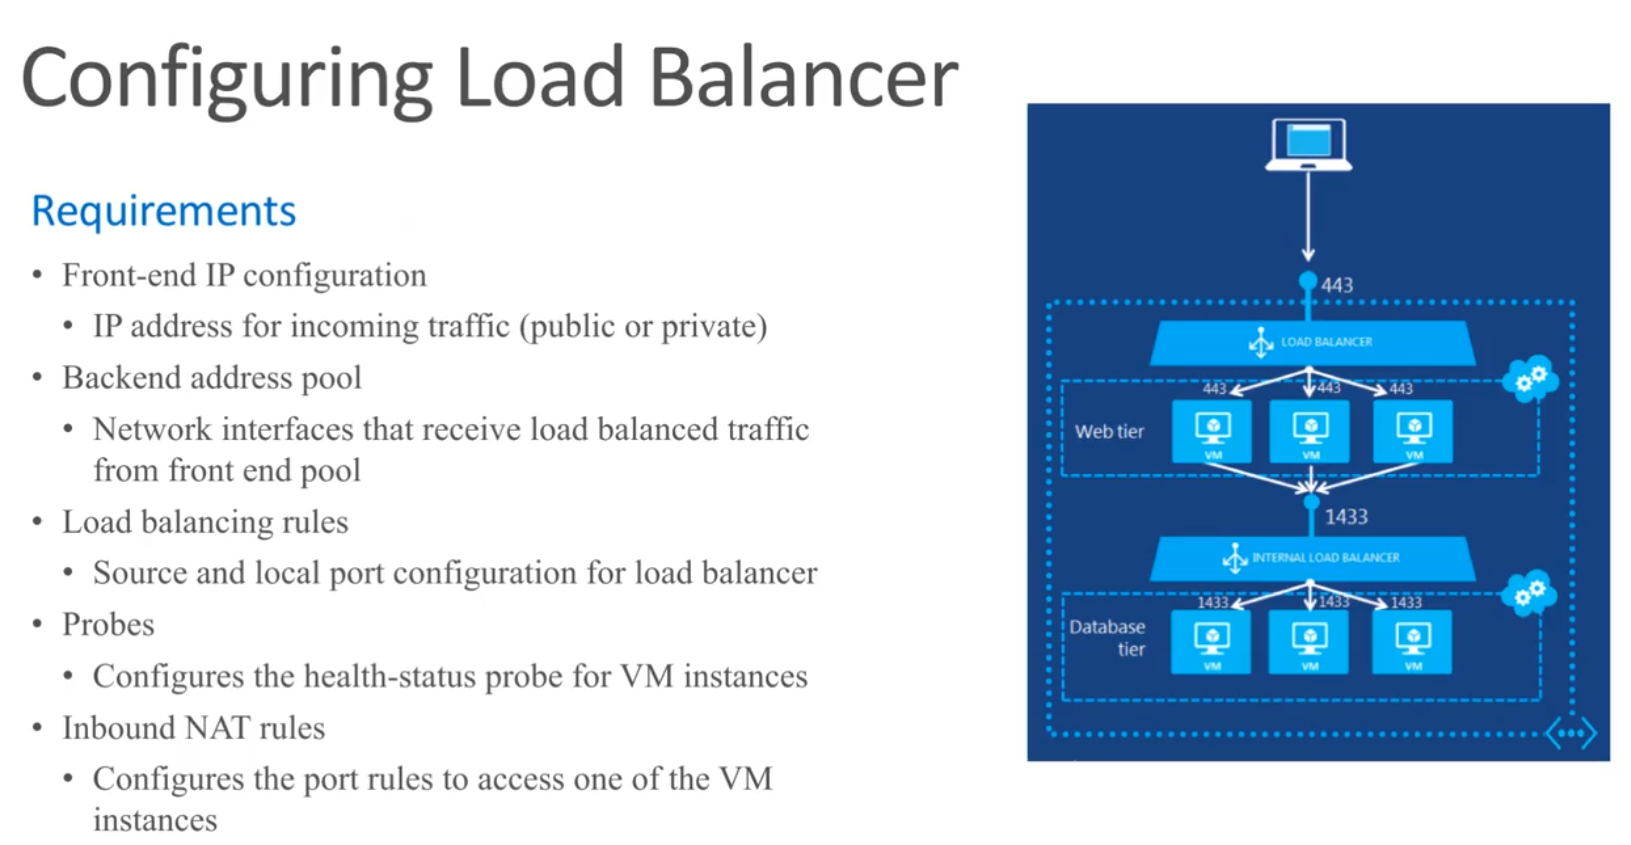 Configuring Load Balancer
Requirements
• Front-end IP configuration
• IP address for incoming traffic (public or private)
• Backend address pool
• Network interfaces that receive load balanced traffic
from front end pool
• Load balancing rules
• Source and local port configuration for load balancer
• Probes
• Configures the health-status probe for VM instances
• Inbound NAT rules
• Configures the port rules to access one of the VM
instances
443
LOAD BALANCER
443 443 443
Web tier
VM VM VM
1433
INTERNAL LOAD BALANCER
1433 1433 1433
Database
tier
VM VM VM